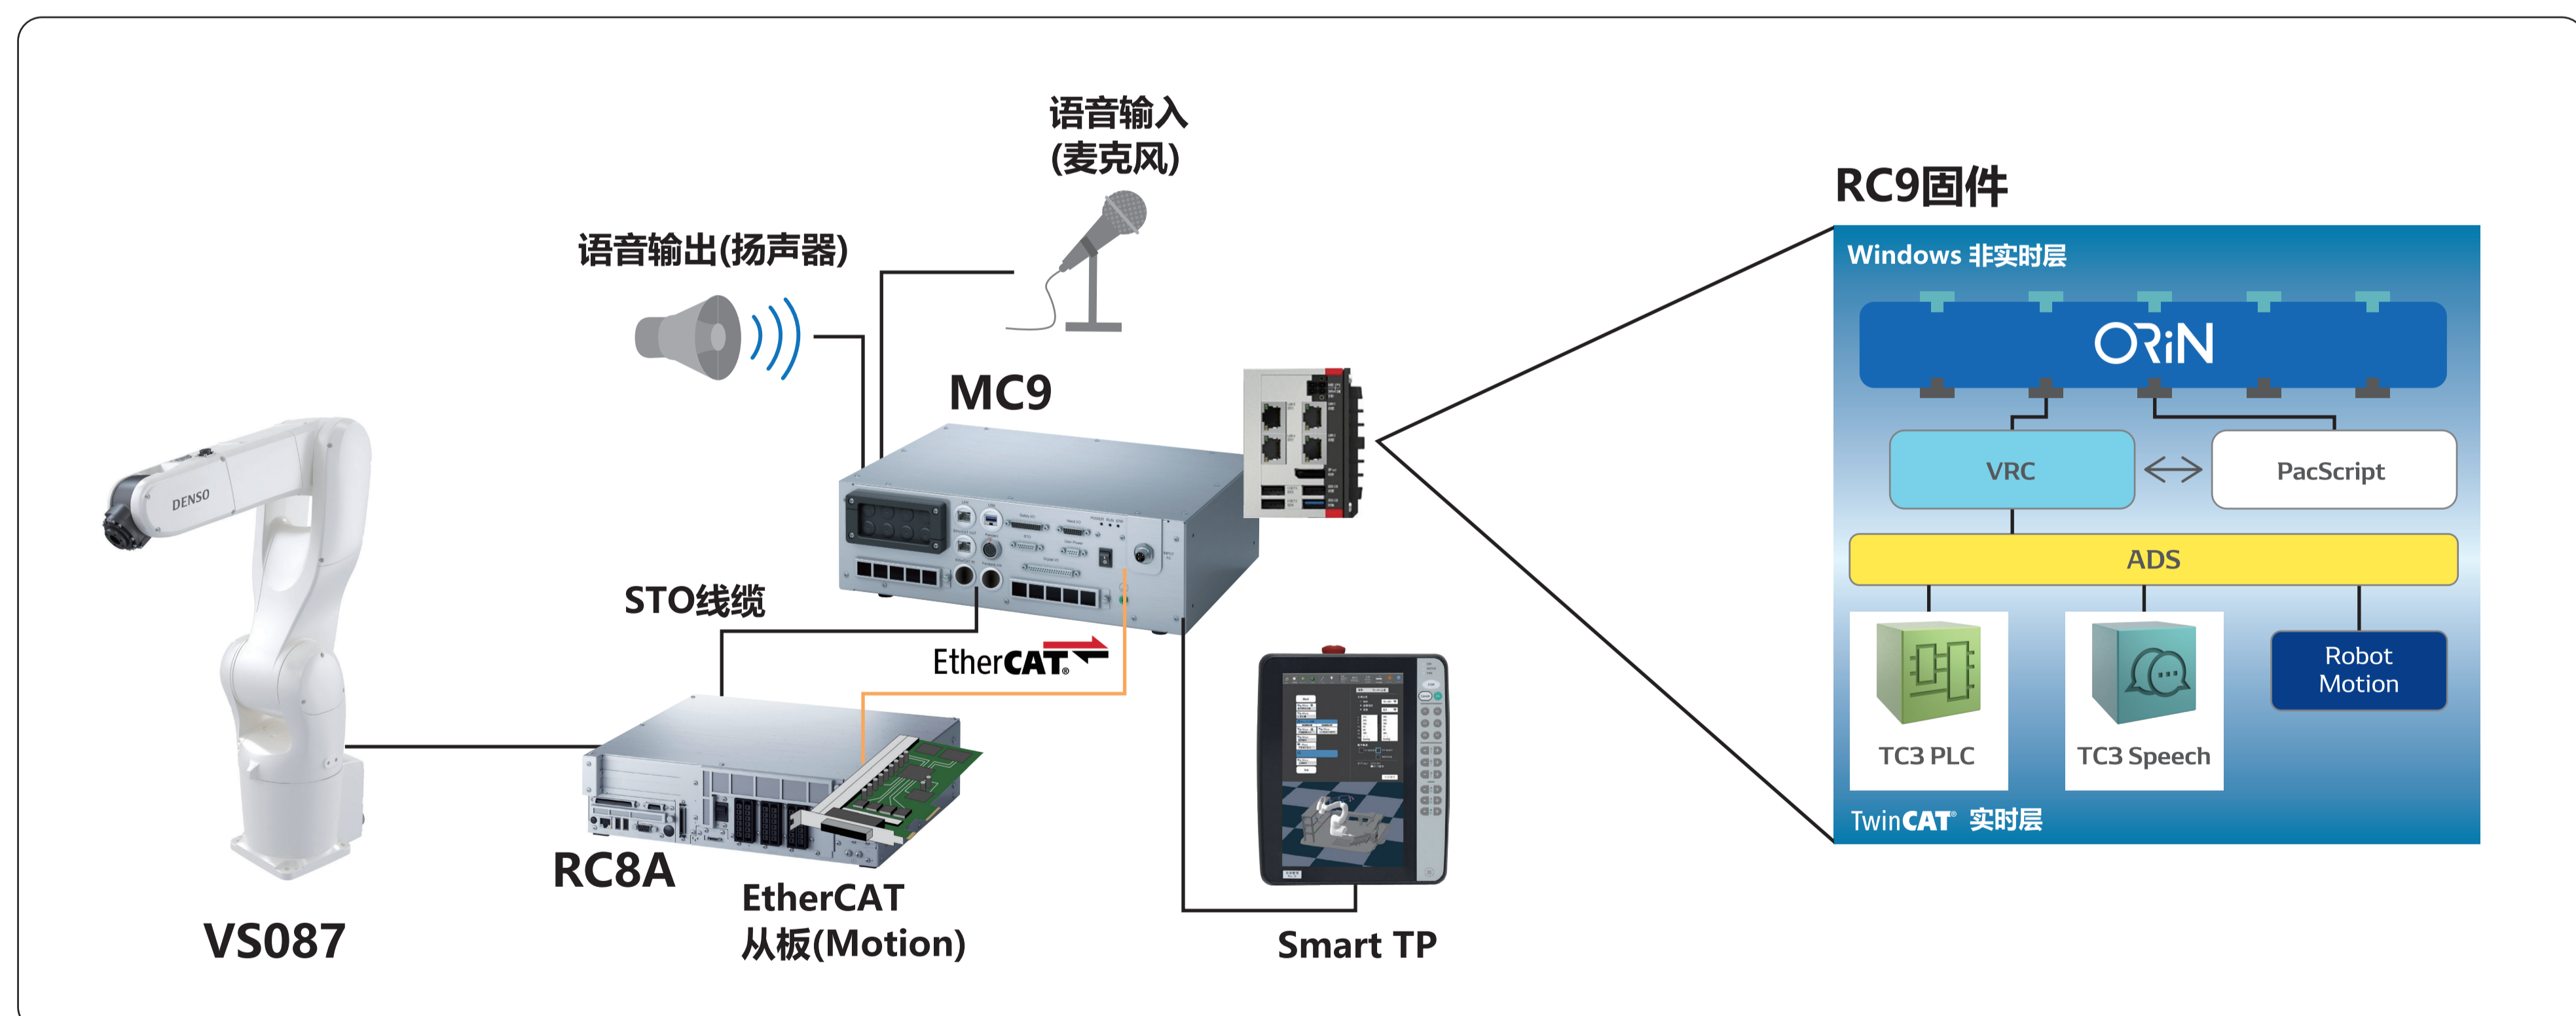 语音输入
(麦克风)
语音输出(扬声器)
MC9
RC9固件
Windows 非实时层
ORiN
VRC
PacScript
ADS
TC3 PLC
TC3 Speech
Robot
Motion
TwinCAT® 实时层
DENSO
STO线缆
EtherCAT®
RC8A
EtherCAT
从板(Motion)
VS087
Smart TP